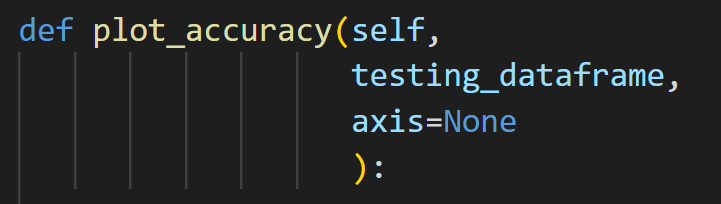 def plot_accuracy(self,
testing_dataframe,
axis=None
):